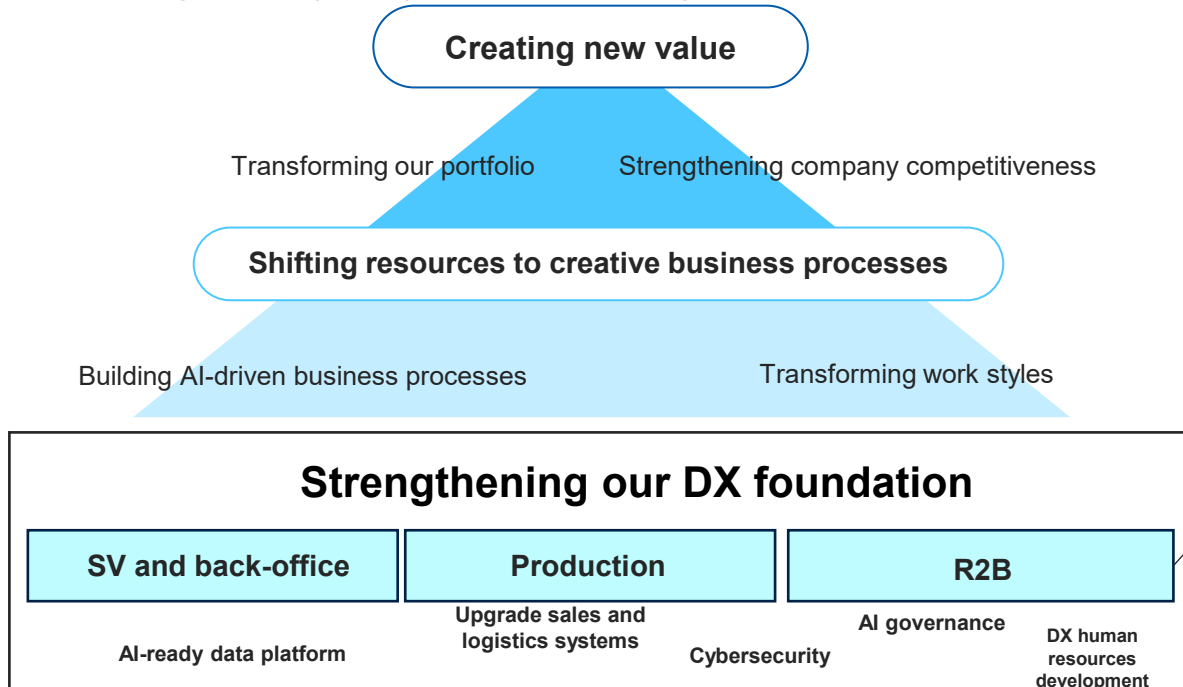 Creating new value
Transforming our portfolio
Strengthening company competitiveness
Shifting resources to creative business processes
Building AI-driven business processes
Transforming work styles
Strengthening our DX foundation
SV and back-office
Production
R2B
AI-ready data platform
Upgrade sales and
logistics systems
Cybersecurity
AI governance
DX human
resources
development